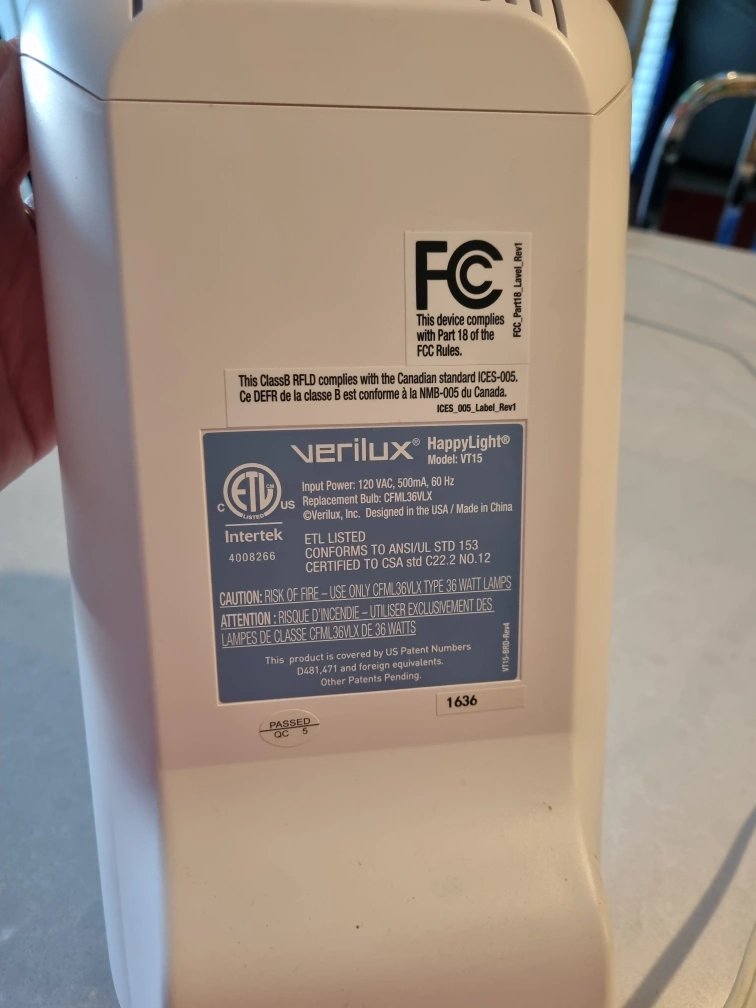 FC
This device complies
with Part 18 of the
FCC Rules.
FCC_Part18_Lavel_Rev1
This ClassB RFLD complies with the Canadian standard ICES-005.
Ce DEFR de la classe B est conforme à la NMB-005 du Canada.
ICES_005_Label_Rev1
verilux® HappyLight®
Model: VT15
C ETL CM LISTED US
Intertek
4008266
Input Power: 120 VAC, 500mA, 60 Hz
Replacement Bulb: CFML36VLX
©Verilux, Inc. Designed in the USA / Made in China
ETL LISTED
CONFORMS TO ANSI/UL STD 153
CERTIFIED TO CSA std C22.2 NO.12
CAUTION: RISK OF FIRE – USE ONLY CFML36VLX TYPE 36 WATT LAMPS
ATTENTION : RISQUE D'INCENDIE – UTILISER EXCLUSIVEMENT DES
LAMPES DE CLASSE CFML36VLX DE 36 WATTS
This product is covered by US Patent Numbers
D481,471 and foreign equivalents.
Other Patents Pending.
VT15-BRD-Rev4
1636
PASSED
QC 5